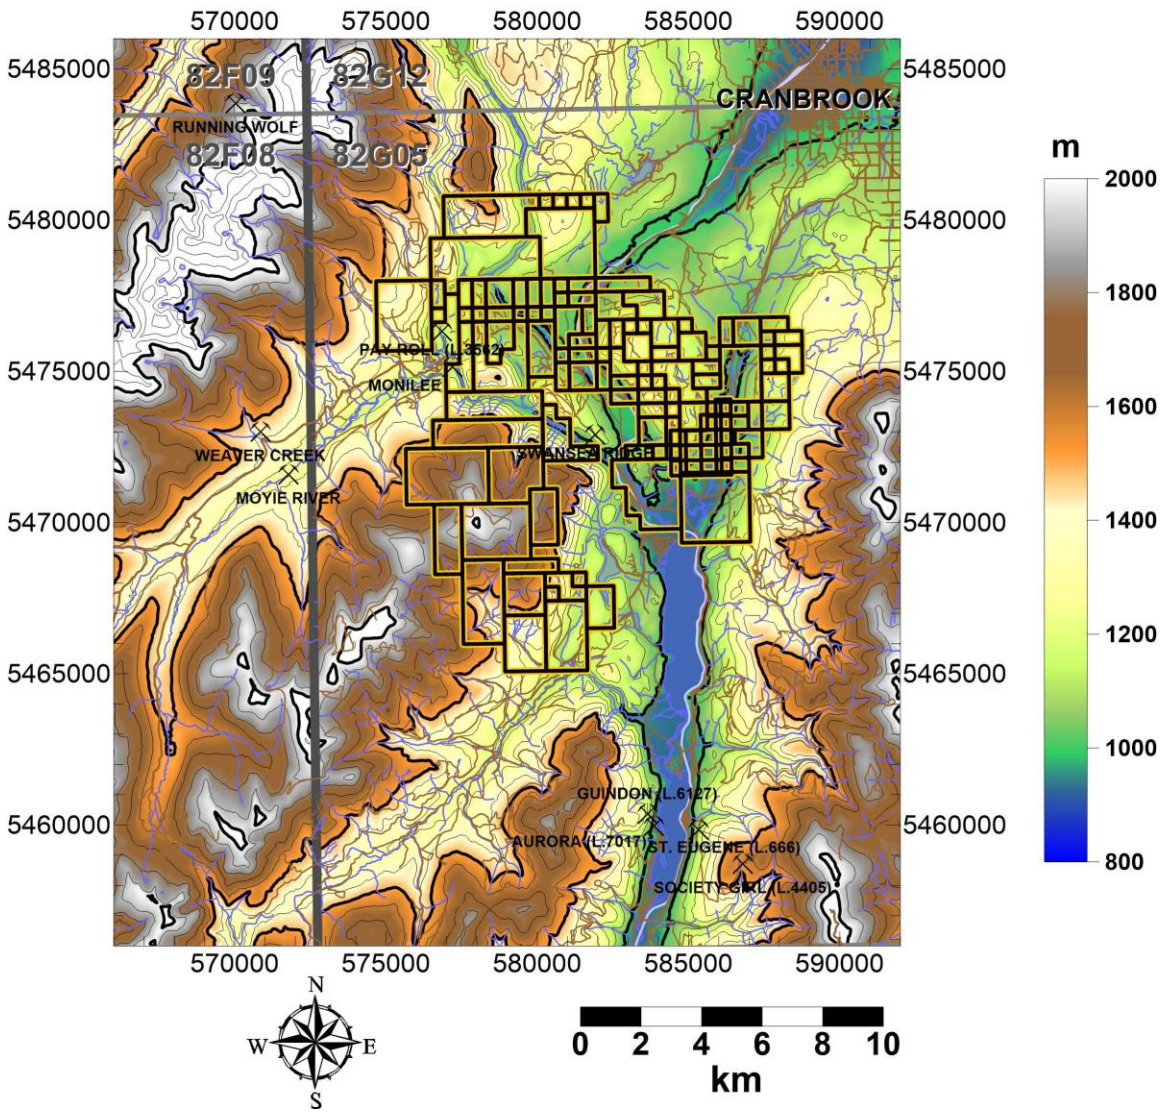 570000 575000 580000 585000 590000
5485000 5485000
82F09 82G12
CRANBROOK
RUNNING WOLF
82F08 82G05
m
2000
5480000 5480000
1800
PAY ROLL (L.3562)
5475000 5475000
MONILEE
1600
WEAVER CREEK
SWANSEA RIDGE
MOYIE RIVER
5470000 5470000
1400
1200
5465000 5465000
1000
GUINDON (L.6127)
5460000 5460000
AURORA (L.7017) ST. EUGENE (L.666)
800
SOCIETY GIRL (L.4405)
570000 575000 580000 585000 590000
N
W E
S
0 2 4 6 8 10
km